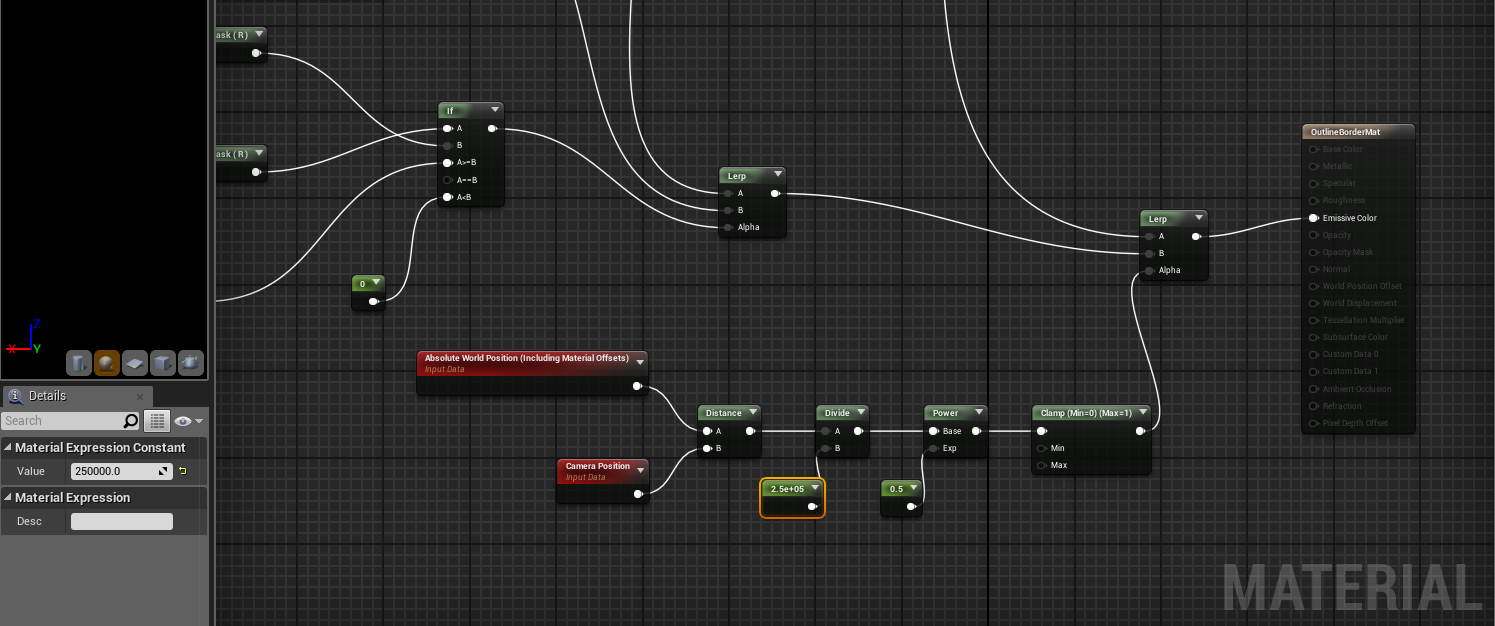 ask ( R )
ask ( R )
If
A
B
A>=B
A==B
A<B
0
Lerp
A
B
Alpha
Lerp
A
B
Alpha
OutlineBorderMat
Base Color
Metallic
Specular
Roughness
Emissive Color
Opacity
Opacity Mask
Normal
World Position Offset
World Displacement
Tessellation Multiplier
Subsurface Color
Custom Data 0
Custom Data 1
Ambient Occlusion
Refraction
Pixel Depth Offset
Absolute World Position (Including Material Offsets)
Input Data
Camera Position
Input Data
Distance
A
B
Divide
A
B
2.5e+05
Power
Base
Exp
0.5
Clamp (Min=0) (Max=1)
Min
Max
Z
X
Y
Details
Search
Material Expression Constant
Value 250000.0
Material Expression
Desc
MATERIAL